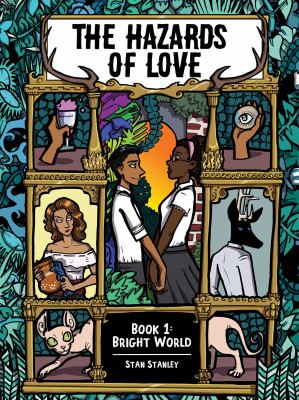 THE HAZARDS
OF LOVE
BOOK 1:
BRIGHT WORLD
STAN STANLEY